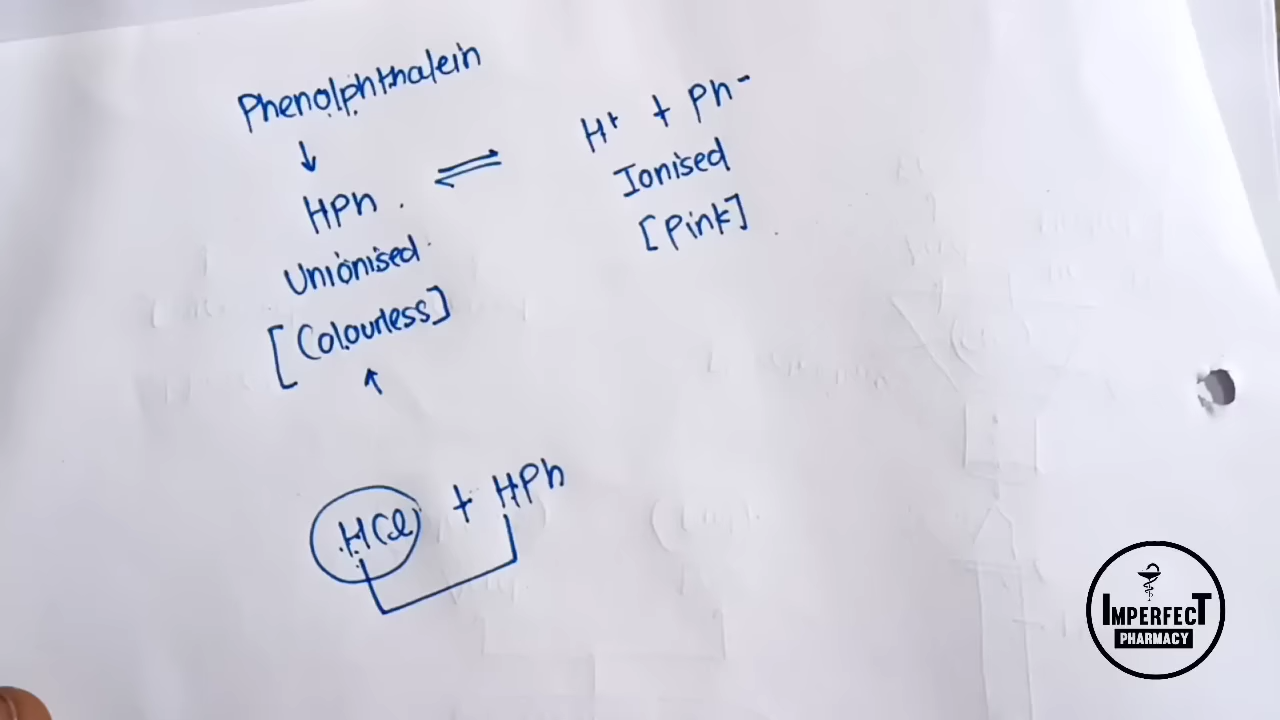 Phenolphthalein
↓
HPh ⇌ H⁺ + Ph⁻
Unionised Ionised
[Colourless] [Pink]
↑
HCl + HPh
IMPERFECT
PHARMACY